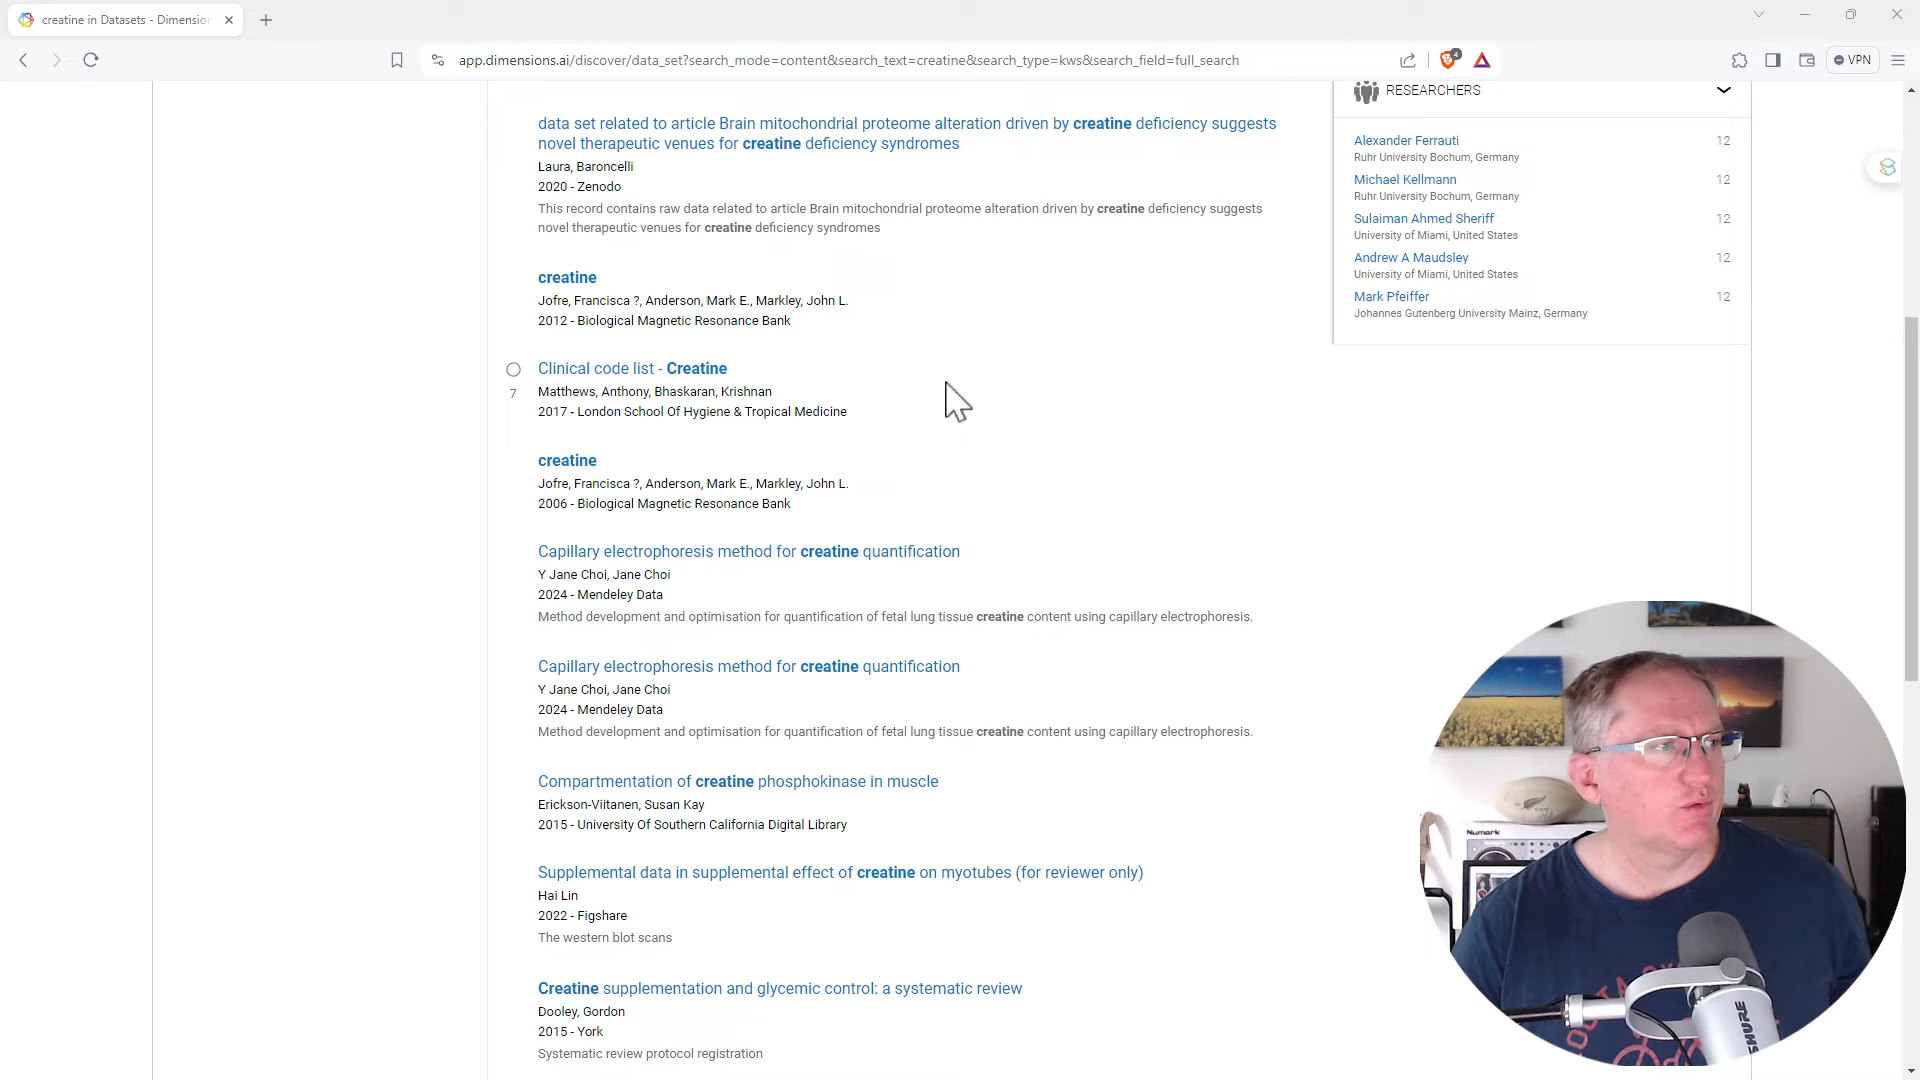 creatine in Datasets - Dimensio
app.dimensions.ai/discover/data_set?search_mode=content&search_text=creatine&search_type=kws&search_field=full_search
4
VPN
data set related to article Brain mitochondrial proteome alteration driven by creatine deficiency suggests
novel therapeutic venues for creatine deficiency syndromes
Laura, Baroncelli
2020 - Zenodo
This record contains raw data related to article Brain mitochondrial proteome alteration driven by creatine deficiency suggests
novel therapeutic venues for creatine deficiency syndromes
creatine
Jofre, Francisca ?, Anderson, Mark E., Markley, John L.
2012 - Biological Magnetic Resonance Bank
Clinical code list - Creatine
7
Matthews, Anthony, Bhaskaran, Krishnan
2017 - London School Of Hygiene & Tropical Medicine
creatine
Jofre, Francisca ?, Anderson, Mark E., Markley, John L.
2006 - Biological Magnetic Resonance Bank
Capillary electrophoresis method for creatine quantification
Y Jane Choi, Jane Choi
2024 - Mendeley Data
Method development and optimisation for quantification of fetal lung tissue creatine content using capillary electrophoresis.
Capillary electrophoresis method for creatine quantification
Y Jane Choi, Jane Choi
2024 - Mendeley Data
Method development and optimisation for quantification of fetal lung tissue creatine content using capillary electrophoresis.
Compartmentation of creatine phosphokinase in muscle
Erickson-Viitanen, Susan Kay
2015 - University Of Southern California Digital Library
Supplemental data in supplemental effect of creatine on myotubes (for reviewer only)
Hai Lin
2022 - Figshare
The western blot scans
Creatine supplementation and glycemic control: a systematic review
Dooley, Gordon
2015 - York
Systematic review protocol registration
RESEARCHERS
Alexander Ferrauti 12
Ruhr University Bochum, Germany
Michael Kellmann 12
Ruhr University Bochum, Germany
Sulaiman Ahmed Sheriff 12
University of Miami, United States
Andrew A Maudsley 12
University of Miami, United States
Mark Pfeiffer 12
Johannes Gutenberg University Mainz, Germany
Numark
SHURE